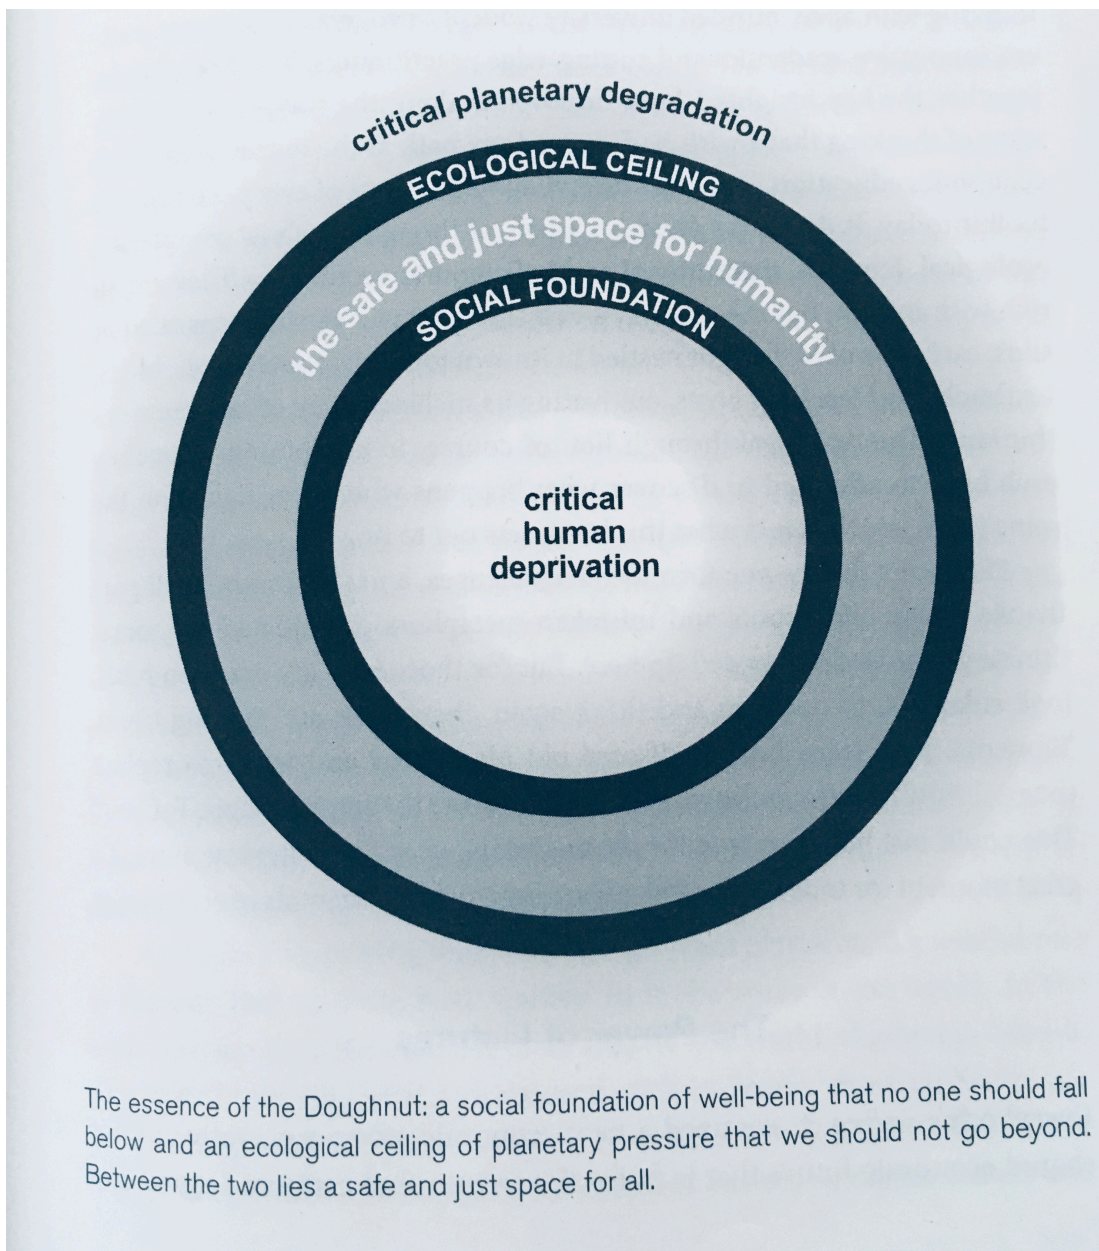 critical planetary degradation
ECOLOGICAL CEILING
the safe and just space for humanity
SOCIAL FOUNDATION
critical
human
deprivation
The essence of the Doughnut: a social foundation of well-being that no one should fall
below and an ecological ceiling of planetary pressure that we should not go beyond.
Between the two lies a safe and just space for all.